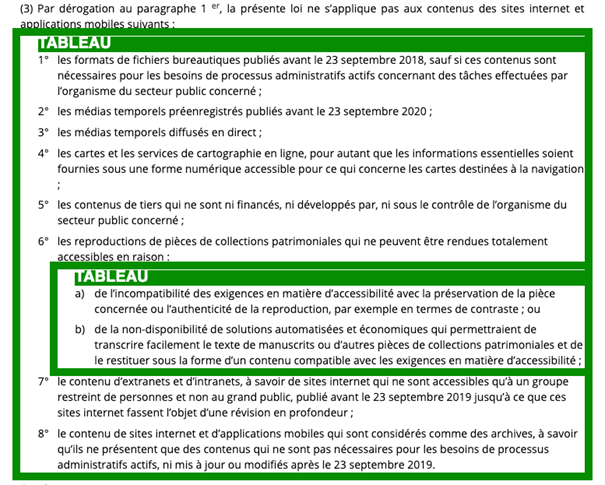 (3) Par dérogation au paragraphe 1 er, la présente loi ne s’applique pas aux contenus des sites internet et
applications mobiles suivants :
TABLEAU
1° les formats de fichiers bureautiques publiés avant le 23 septembre 2018, sauf si ces contenus sont
nécessaires pour les besoins de processus administratifs actifs concernant des tâches effectuées par
l’organisme du secteur public concerné ;
2° les médias temporels préenregistrés publiés avant le 23 septembre 2020 ;
3° les médias temporels diffusés en direct ;
4° les cartes et les services de cartographie en ligne, pour autant que les informations essentielles soient
fournies sous une forme numérique accessible pour ce qui concerne les cartes destinées à la navigation
;
5° les contenus de tiers qui ne sont ni financés, ni développés par, ni sous le contrôle de l’organisme du
secteur public concerné ;
6° les reproductions de pièces de collections patrimoniales qui ne peuvent être rendues totalement
accessibles en raison :
TABLEAU
a) de l’incompatibilité des exigences en matière d’accessibilité avec la préservation de la pièce
concernée ou l’authenticité de la reproduction, par exemple en termes de contraste ; ou
b) de la non-disponibilité de solutions automatisées et économiques qui permettraient de
transcrire facilement le texte de manuscrits ou d’autres pièces de collections patrimoniales et de
le restituer sous la forme d’un contenu compatible avec les exigences en matière d’accessibilité ;
7° le contenu d’extranets et d’intranets, à savoir de sites internet qui ne sont accessibles qu’à un groupe
restreint de personnes et non au grand public, publié avant le 23 septembre 2019 jusqu’à ce que ces
sites internet fassent l’objet d’une révision en profondeur ;
8° le contenu de sites internet et d’applications mobiles qui sont considérés comme des archives, à savoir
qu’ils ne présentent que des contenus qui ne sont pas nécessaires pour les besoins de processus
administratifs actifs, ni mis à jour ou modifiés après le 23 septembre 2019.